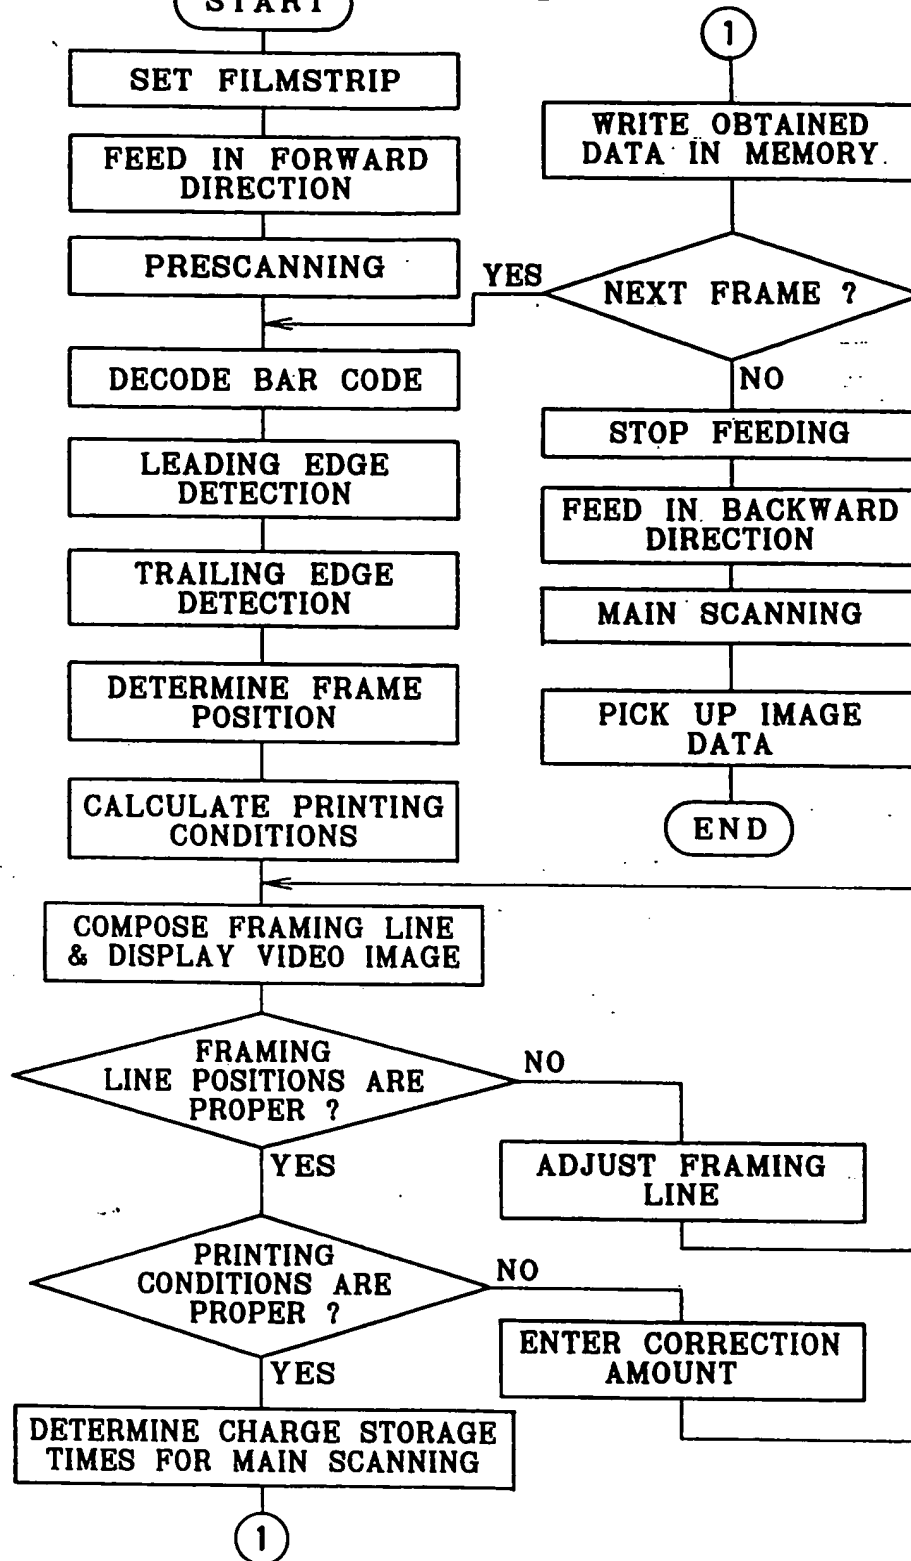 START
SET FILMSTRIP
FEED IN FORWARD
DIRECTION
PRESCANNING
DECODE BAR CODE
LEADING EDGE
DETECTION
TRAILING EDGE
DETECTION
DETERMINE FRAME
POSITION
CALCULATE PRINTING
CONDITIONS
COMPOSE FRAMING LINE
& DISPLAY VIDEO IMAGE
FRAMING
LINE POSITIONS ARE
PROPER ?
NO
YES
ADJUST FRAMING
LINE
PRINTING
CONDITIONS ARE
PROPER ?
NO
YES
ENTER CORRECTION
AMOUNT
DETERMINE CHARGE STORAGE
TIMES FOR MAIN SCANNING
1
1
WRITE OBTAINED
DATA IN MEMORY
YES
NEXT FRAME ?
NO
STOP FEEDING
FEED IN BACKWARD
DIRECTION
MAIN SCANNING
PICK UP IMAGE
DATA
END